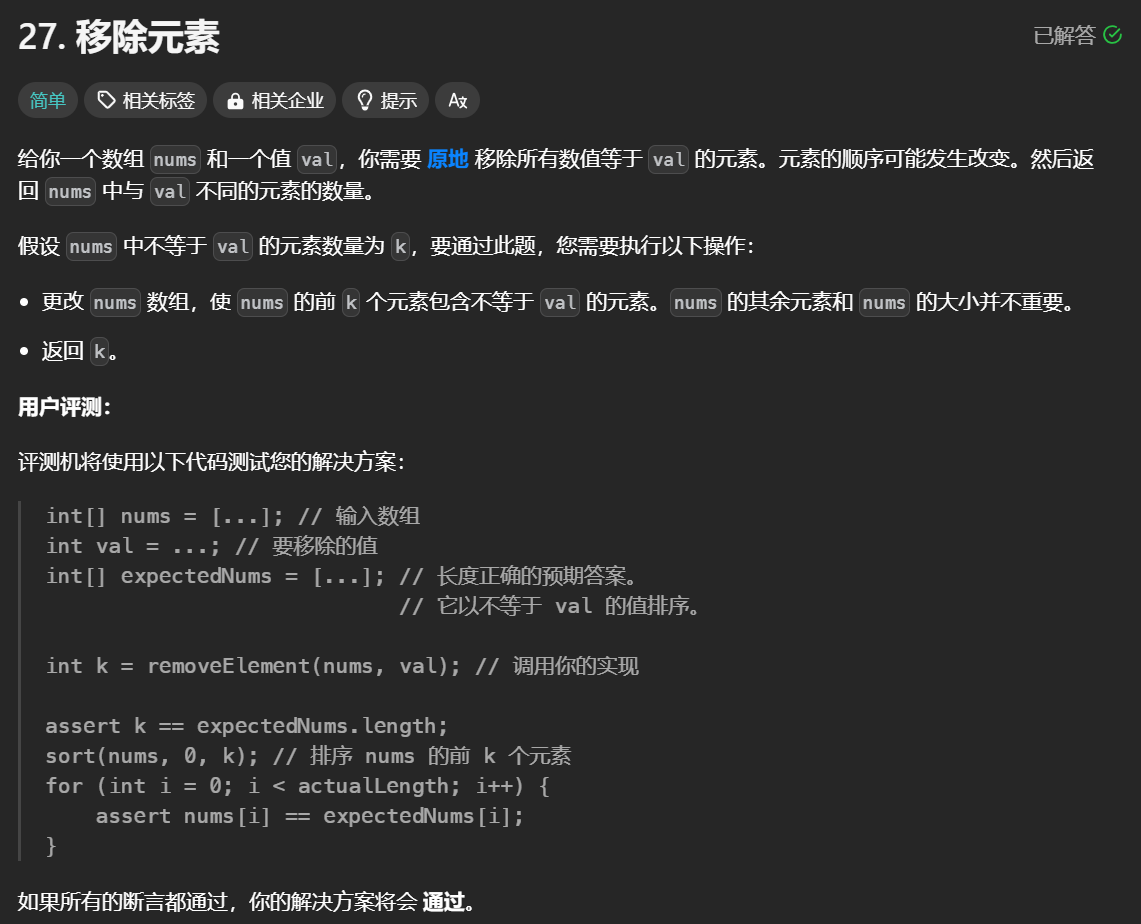 27. 移除元素
已解答
简单 相关标签 相关企业 提示 Ax
给你一个数组 nums 和一个值 val，你需要 原地 移除所有数值等于 val 的元素。元素的顺序可能发生改变。然后返
回 nums 中与 val 不同的元素的数量。
假设 nums 中不等于 val 的元素数量为 k，要通过此题，您需要执行以下操作：
• 更改 nums 数组，使 nums 的前 k 个元素包含不等于 val 的元素。nums 的其余元素和 nums 的大小并不重要。
• 返回 k。
用户评测：
评测机将使用以下代码测试您的解决方案：
int[] nums = [...]; // 输入数组
int val = ...; // 要移除的值
int[] expectedNums = [...]; // 长度正确的预期答案。
                            // 它以不等于 val 的值排序。
int k = removeElement(nums, val); // 调用你的实现
assert k == expectedNums.length;
sort(nums, 0, k); // 排序 nums 的前 k 个元素
for (int i = 0; i < actualLength; i++) {
    assert nums[i] == expectedNums[i];
}
如果所有的断言都通过，你的解决方案将会 通过。